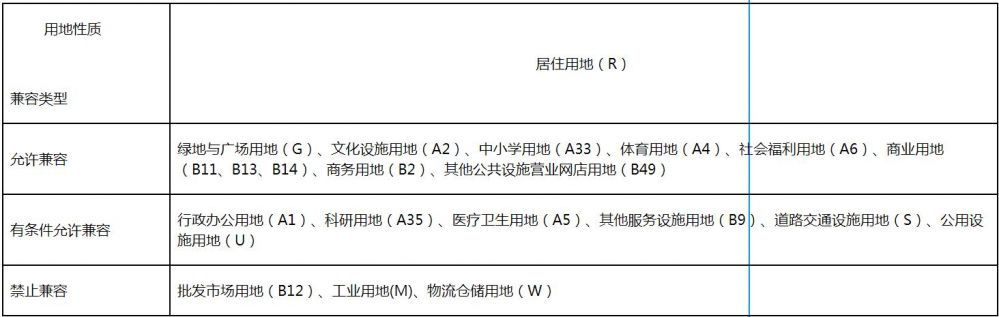 用地性质
居住用地（R）
兼容类型
允许兼容
绿地与广场用地（G）、文化设施用地（A2）、中小学用地（A33）、体育用地（A4）、社会福利用地（A6）、商业用地
（B11、B13、B14）、商务用地（B2）、其他公共设施营业网店用地（B49）
有条件允许兼容
行政办公用地（A1）、科研用地（A35）、医疗卫生用地（A5）、其他服务设施用地（B9）、道路交通设施用地（S）、公用设
施用地（U）
禁止兼容
批发市场用地（B12）、工业用地(M)、物流仓储用地（W）